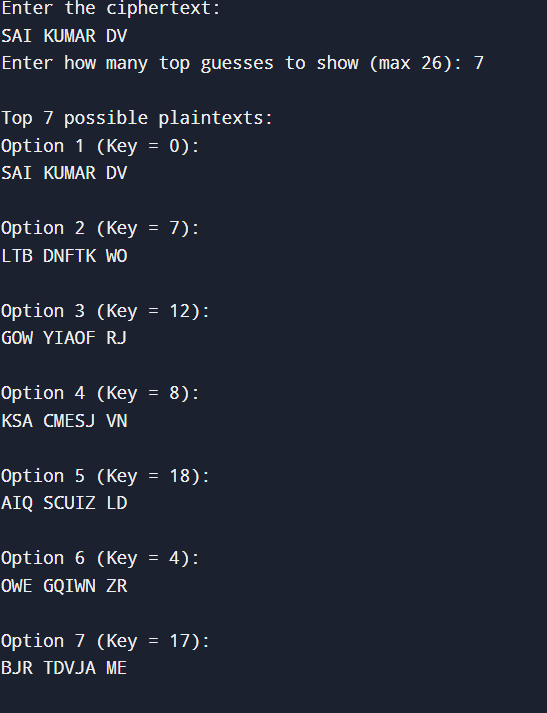 Enter the ciphertext:
SAI KUMAR DV
Enter how many top guesses to show (max 26): 7
Top 7 possible plaintexts:
Option 1 (Key = 0):
SAI KUMAR DV
Option 2 (Key = 7):
LTB DNFTK WO
Option 3 (Key = 12):
GOW YIAOF RJ
Option 4 (Key = 8):
KSA CMESJ VN
Option 5 (Key = 18):
AIQ SCUIZ LD
Option 6 (Key = 4):
OWE GQIWN ZR
Option 7 (Key = 17):
BJR TDVJA ME